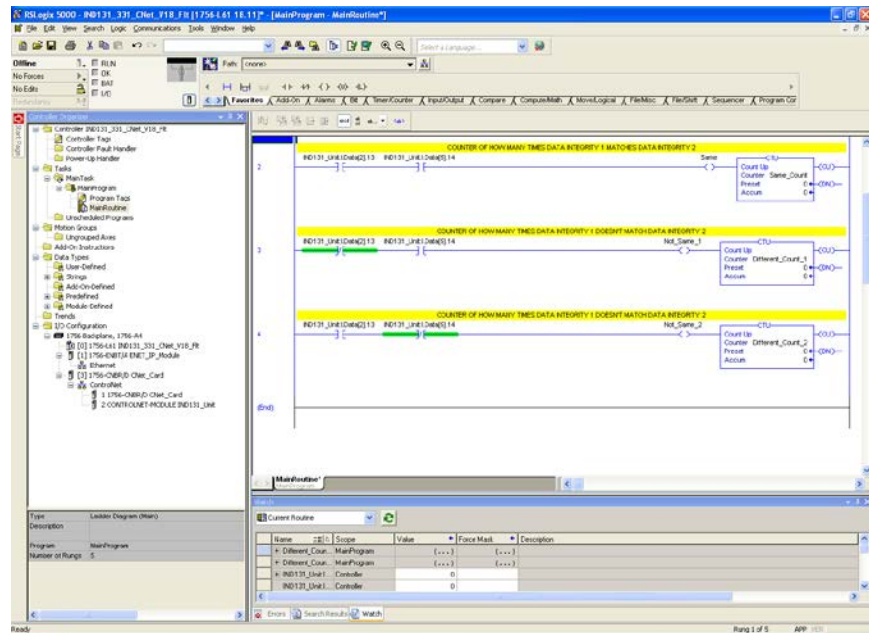 RSLogix 5000 - IND131_331_CNet_V18_Flt [1756-L61 18.11]* - [MainProgram - MainRoutine*]
File Edit View Search Logic Communications Tools Window Help
Select a Language...
Offline
RUN
No Forces
OK
No Edits
BAT
I/O
Redundancy
Path: <none>
Favorites Add-On Alarms Bit Timer/Counter Input/Output Compare Compute/Math Move/Logical File/Misc File/Shift Sequencer Program Con
Start Page
Controller Organizer
Controller IND131_331_CNet_V18_Flt
Controller Tags
Controller Fault Handler
Power-Up Handler
Tasks
MainTask
MainProgram
Program Tags
MainRoutine
Unscheduled Programs
Motion Groups
Ungrouped Axes
Add-On Instructions
Data Types
User-Defined
Strings
Add-On-Defined
Predefined
Module-Defined
Trends
I/O Configuration
1756 Backplane, 1756-A4
[0] 1756-L61 IND131_331_CNet_V18_Flt
[1] 1756-ENBT/A ENET_IP_Module
Ethernet
[3] 1756-CNBR/D CNet_Card
ControlNet
1 1756-CNBR/D CNet_Card
2 CONTROLNET-MODULE IND131_Unit
COUNTER OF HOW MANY TIMES DATA INTEGRITY 1 MATCHES DATA INTEGRITY 2
2
IND131_Unit:I.Data[2].13 IND131_Unit:I.Data[5].14 Same
CTU
Count Up
Counter Same_Count
Preset 0
Accum 0
CU
DN
COUNTER OF HOW MANY TIMES DATA INTEGRITY 1 DOESN'T MATCH DATA INTEGRITY 2
3
IND131_Unit:I.Data[2].13 IND131_Unit:I.Data[5].14 Not_Same_1
CTU
Count Up
Counter Different_Count_1
Preset 0
Accum 0
CU
DN
COUNTER OF HOW MANY TIMES DATA INTEGRITY 1 DOESN'T MATCH DATA INTEGRITY 2
4
IND131_Unit:I.Data[2].13 IND131_Unit:I.Data[5].14 Not_Same_2
CTU
Count Up
Counter Different_Count_2
Preset 0
Accum 0
CU
DN
(End)
MainRoutine*
MainProgram
Type Ladder Diagram (Main)
Description
Program MainProgram
Number of Rungs 5
Watch
Current Routine
Name Scope Value Force Mask Description
Different_Coun... MainProgram {...} {...}
Different_Coun... MainProgram {...} {...}
IND131_Unit:I... Controller 0
IND131_Unit:I... Controller 0
Errors Search Results Watch
Ready
Rung 1 of 5 APP VER